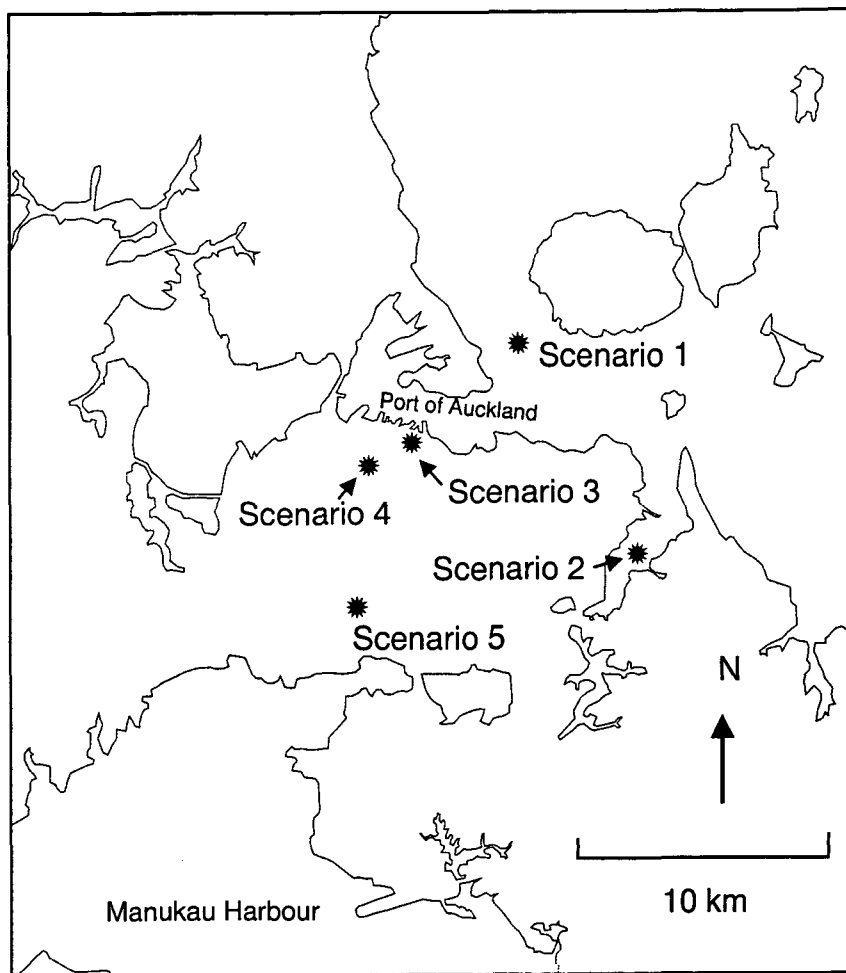 Scenario 1
Port of Auckland
Scenario 3
Scenario 4
Scenario 2
Scenario 5
N
10 km
Manukau Harbour